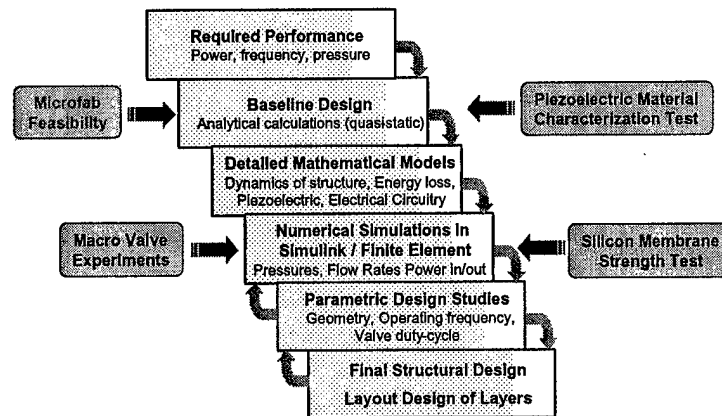 Required Performance
Power, frequency, pressure
Microfab
Feasibility
Baseline Design
Analytical calculations (quasi-static)
Piezoelectric Material
Characterization Test
Detailed Mathematical Models
Dynamics of structure, Energy loss,
Piezoelectric, Electrical Circuitry
Macro Valve
Experiments
Numerical Simulations in
Simulink / Finite Element
Pressures, Flow Rates Power in/out
Silicon Membrane
Strength Test
Parametric Design Studies
Geometry, Operating frequency,
Valve duty-cycle
Final Structural Design
Layout Design of Layers